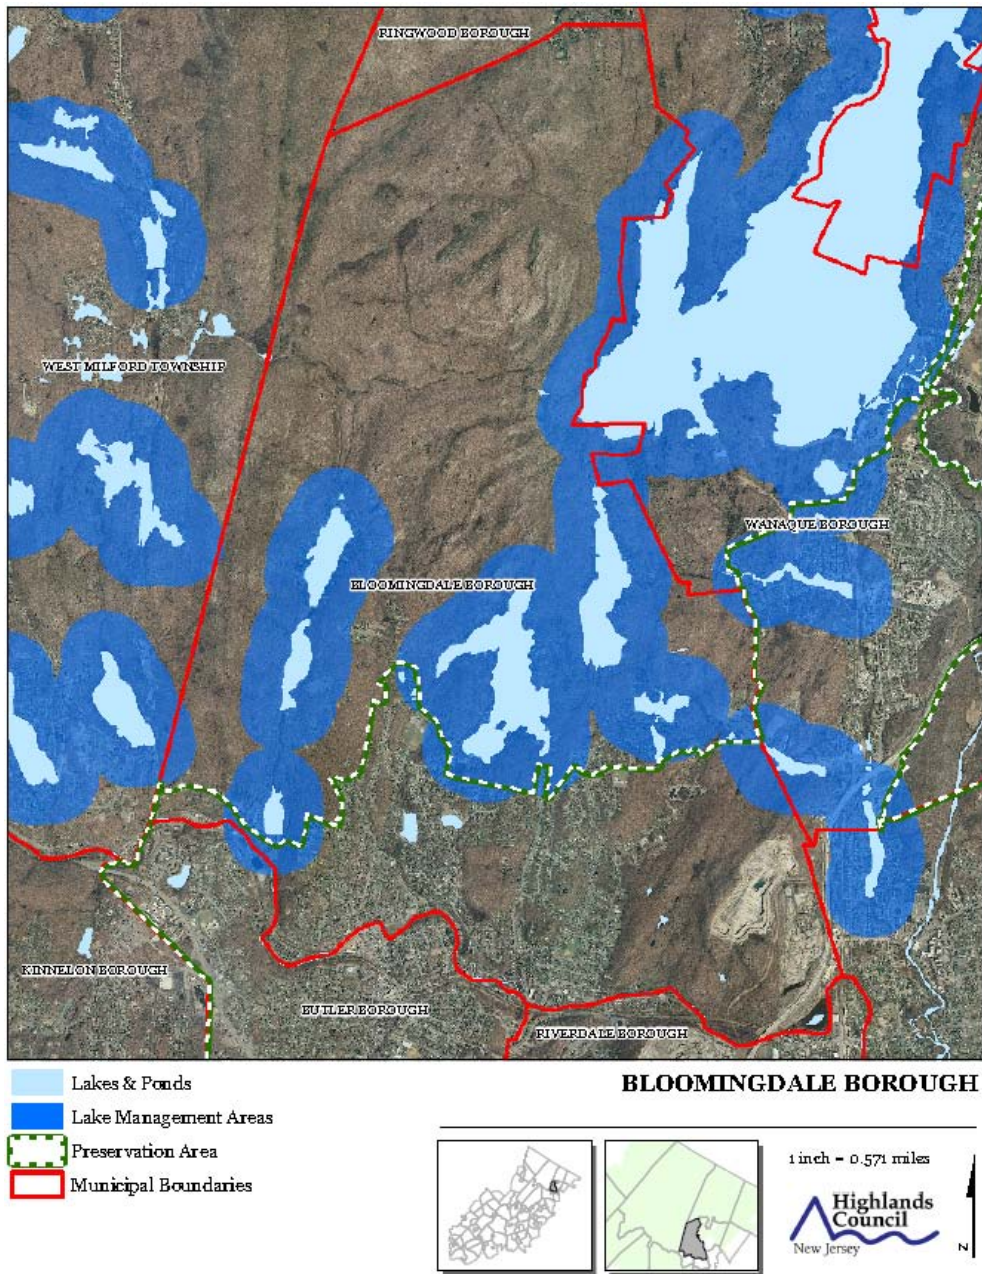 RINGWOOD BOROUGH
WEST MILFORD TOWNSHIP
WANAQUE BOROUGH
BLOOMINGDALE BOROUGH
KINNELON BOROUGH
BUTLER BOROUGH
RIVERDALE BOROUGH
Lakes & Ponds
Lake Management Areas
Preservation Area
Municipal Boundaries
BLOOMINGDALE BOROUGH
1 inch = 0.571 miles
Highlands
Council
New Jersey
N